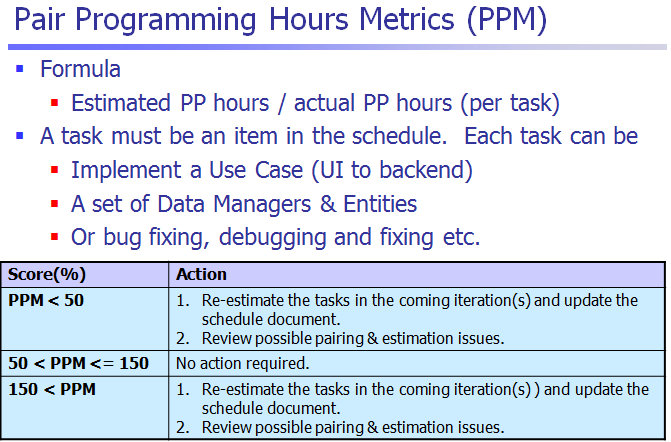 Pair Programming Hours Metrics (PPM)
Formula
Estimated PP hours / actual PP hours (per task)
A task must be an item in the schedule.  Each task can be
Implement a Use Case (UI to backend)
A set of Data Managers & Entities
Or bug fixing, debugging and fixing etc.
Score(%) Action
PPM < 50 1. Re-estimate the tasks in the coming iteration(s) and update the
schedule document.
2. Review possible pairing & estimation issues.
50 < PPM <= 150 No action required.
150 < PPM 1. Re-estimate the tasks in the coming iteration(s) ) and update the
schedule document.
2. Review possible pairing & estimation issues.